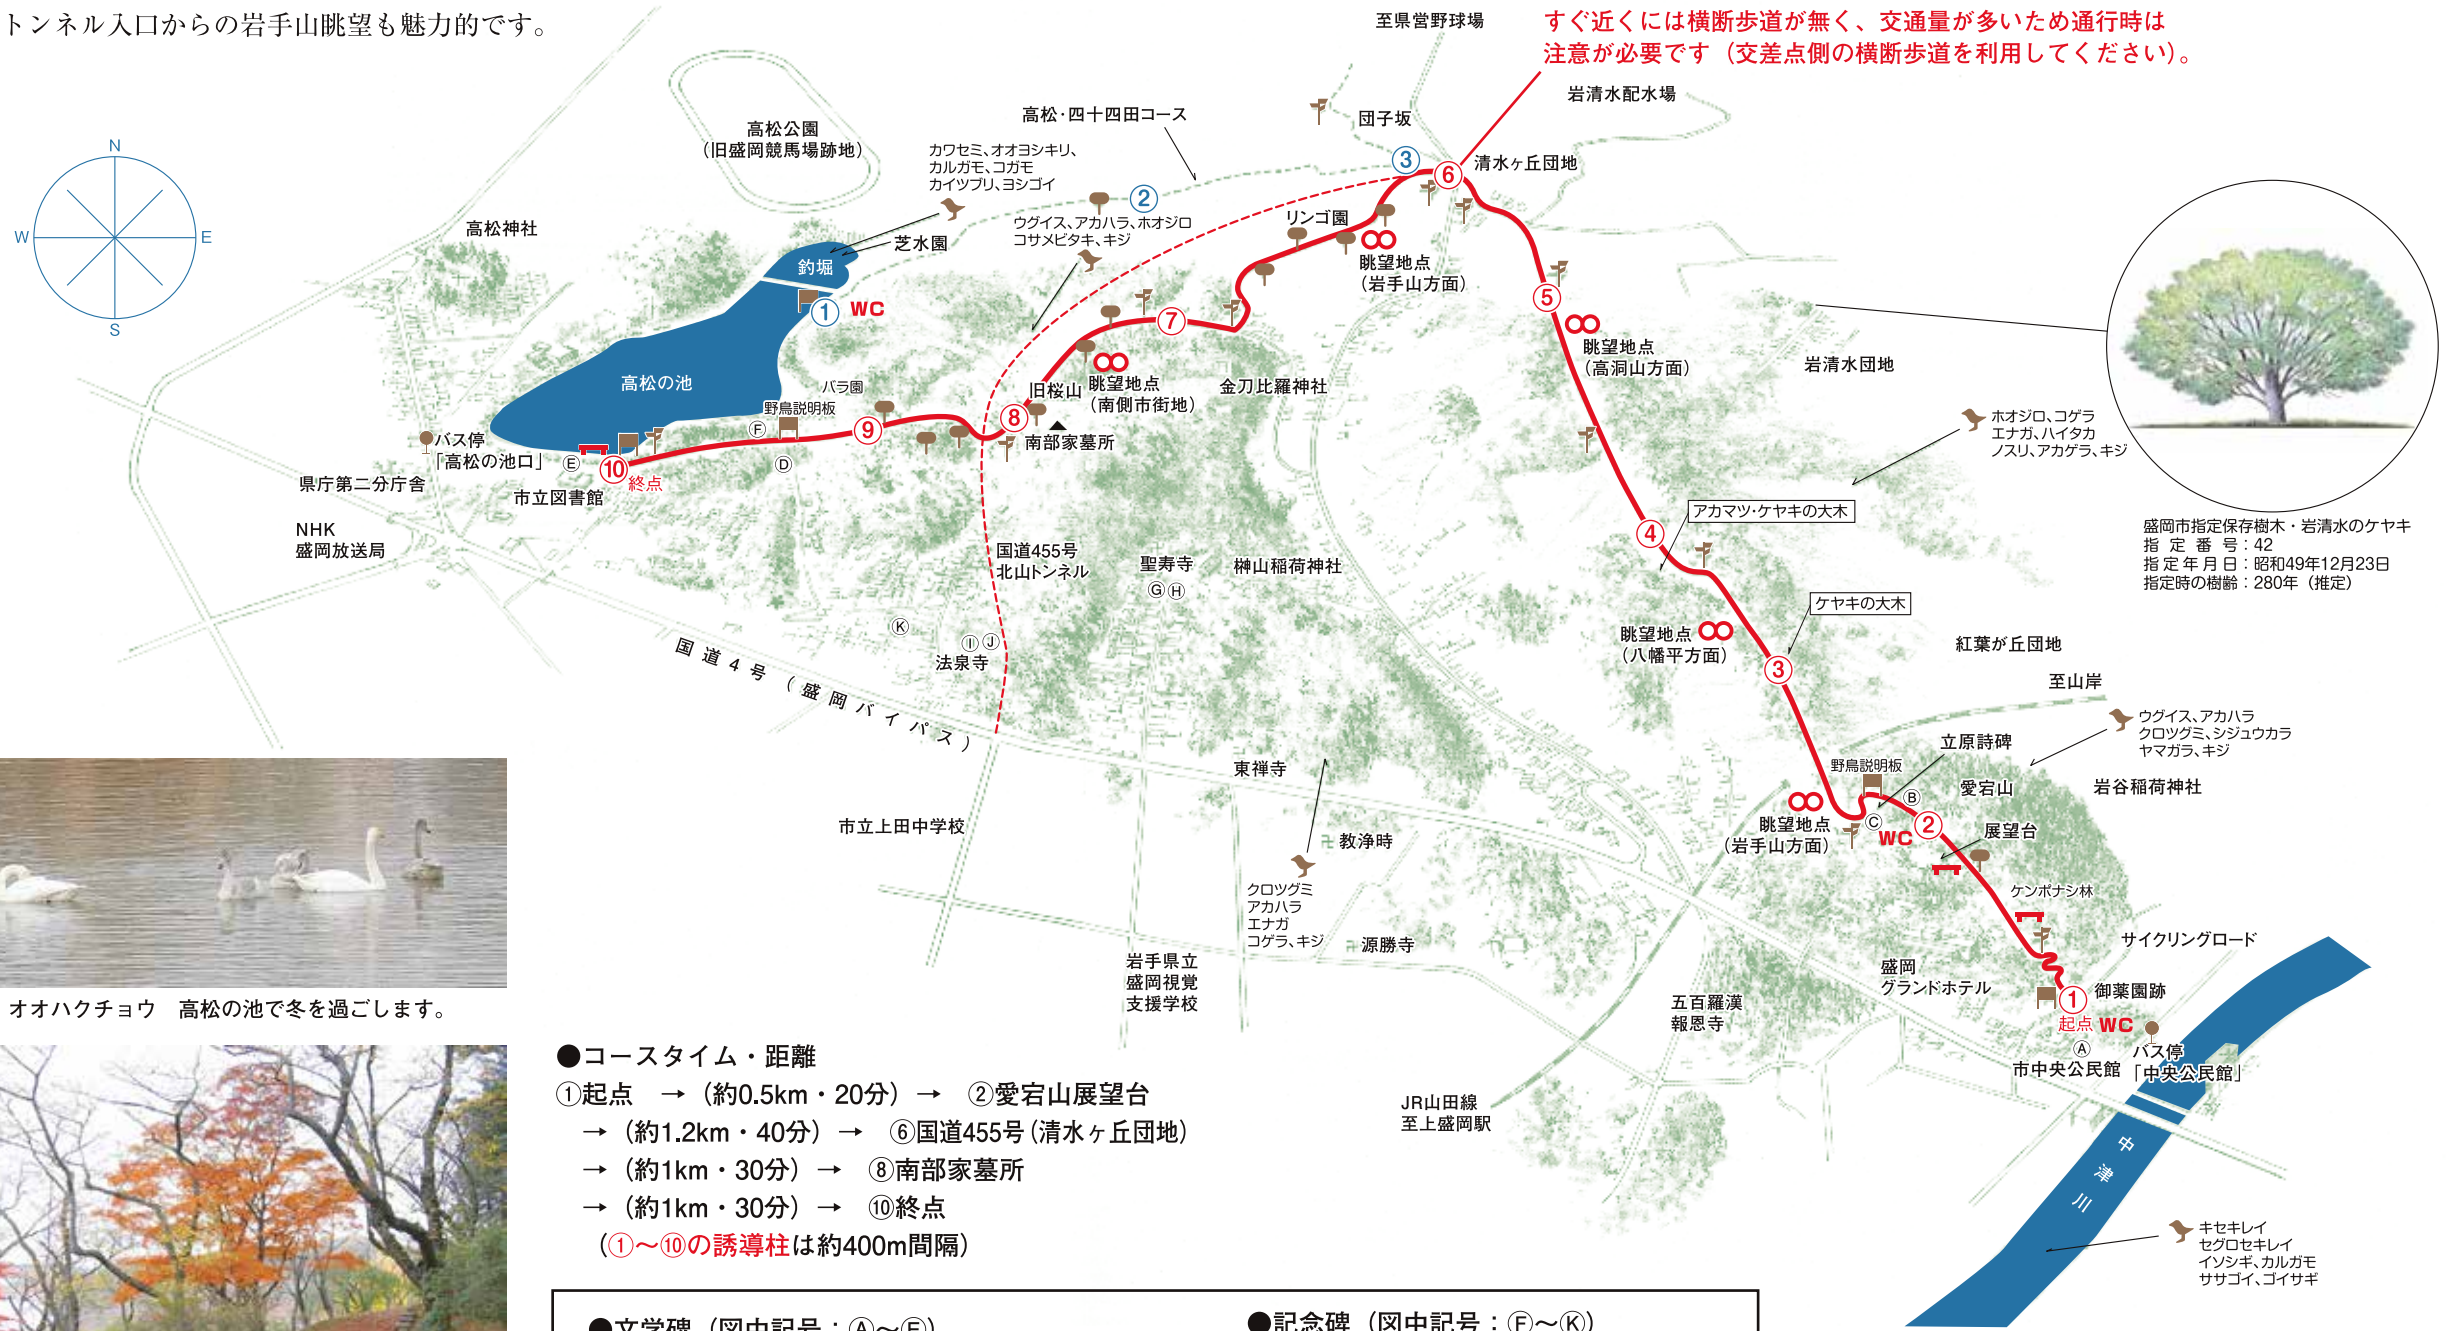 トンネル入口からの岩手山眺望も魅力的です。
至県営野球場
すぐ近くには横断歩道が無く、交通量が多いため通行時は
注意が必要です（交差点側の横断歩道を利用してください）。
岩清水配水場
団子坂
高松・四十四田コース
高松公園
（旧盛岡競馬場跡地）
カワセミ、オオヨシキリ、
カルガモ、コガモ
カイツブリ、ヨシゴイ
N
W
E
S
③
⑥
清水ヶ丘団地
②
ウグイス、アカハラ、ホオジロ
コサメビタキ、キジ
リンゴ園
高松神社
芝水園
釣堀
① WC
眺望地点
（岩手山方面）
⑤
眺望地点
（高洞山方面）
岩清水団地
⑦
高松の池
バラ園
旧桜山
眺望地点
（南側市街地）
金刀比羅神社
野鳥説明板
Ⓕ
⑨
⑧
南部家墓所
Ⓓ
バス停
「高松の池口」
Ⓔ
⑩
終点
県庁第二分庁舎
市立図書館
NHK
盛岡放送局
ホオジロ、コゲラ
エナガ、ハイタカ
ノスリ、アカゲラ、キジ
アカマツ・ケヤキの大木
④
盛岡市指定保存樹木・岩清水のケヤキ
指定番号：42
指定年月日：昭和49年12月23日
指定時の樹齢：280年（推定）
国道455号
北山トンネル
聖寿寺
Ⓖ Ⓗ
榊山稲荷神社
ケヤキの大木
眺望地点
（八幡平方面）
③
紅葉が丘団地
至山岸
Ⓚ
Ⓘ Ⓙ
法泉寺
国道4号（盛岡バイパス）
ウグイス、アカハラ
クロツグミ、シジュウカラ
ヤマガラ、キジ
立原詩碑
野鳥説明板
愛宕山
岩谷稲荷神社
Ⓑ
Ⓒ
②
WC
展望台
眺望地点
（岩手山方面）
東禅寺
市立上田中学校
教浄時
クロツグミ
アカハラ
エナガ
コゲラ、キジ
源勝寺
ケンポナシ林
サイクリングロード
岩手県立
盛岡視覚
支援学校
盛岡
グランドホテル
五百羅漢
報恩寺
① 御薬園跡
起点 WC
Ⓐ
市中央公民館
バス停
「中央公民館」
JR山田線
至上盛岡駅
中津川
キセキレイ
セグロセキレイ
イソシギ、カルガモ
ササゴイ、ゴイサギ
オオハクチョウ　高松の池で冬を過ごします。
●コースタイム・距離
①起点　→（約0.5km・20分）→　②愛宕山展望台
→（約1.2km・40分）→　⑥国道455号（清水ヶ丘団地）
→（約1km・30分）→　⑧南部家墓所
→（約1km・30分）→　⑩終点
（①～⑩の誘導柱は約400m間隔）
●文学碑（図中記号：Ⓐ～Ⓔ）
●記念碑（図中記号：Ⓕ～Ⓚ）